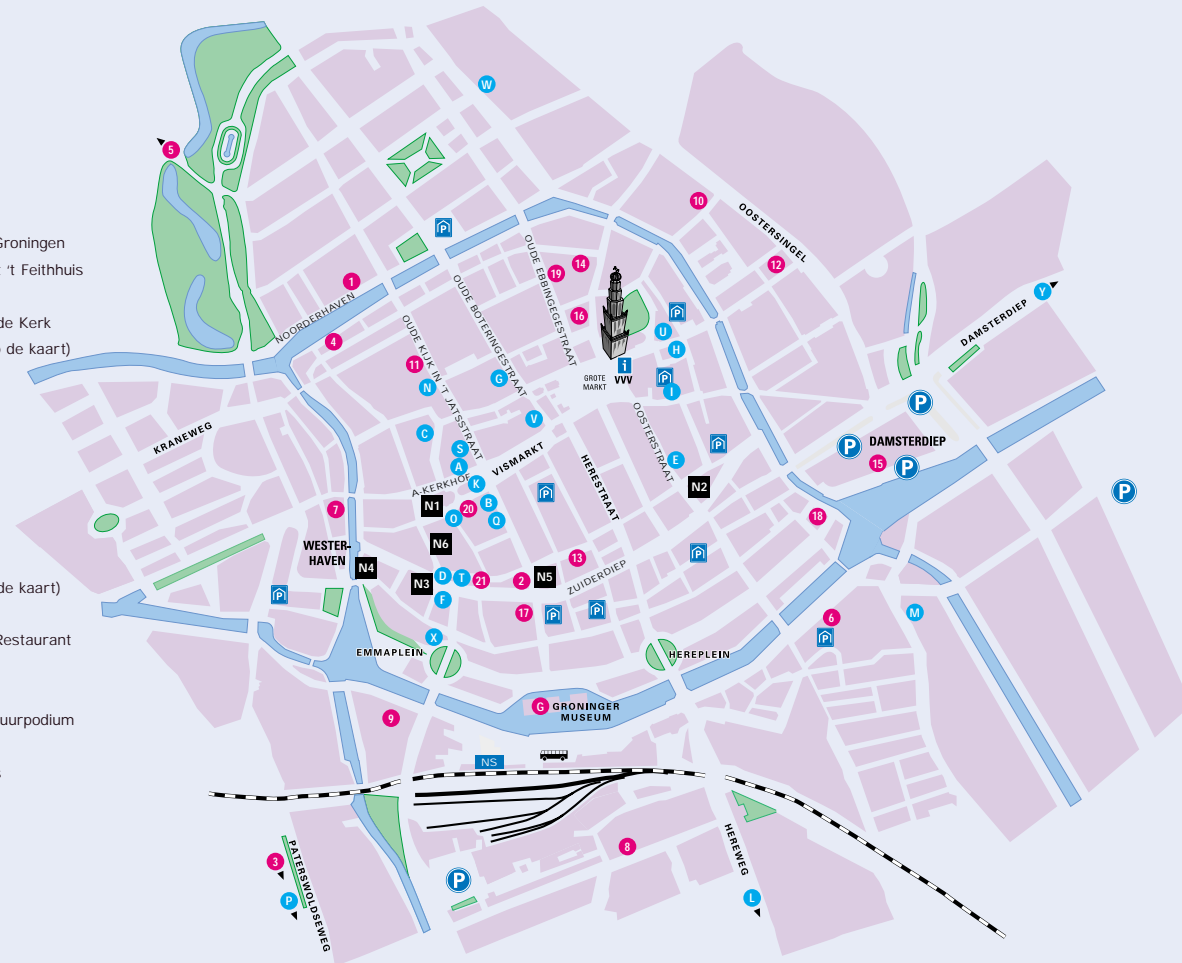 W
5
10
OOSTERSINGEL
Groningen
't Feithhuis
de Kerk
de kaart)
12
14
19
16
1
NOORDERHAVEN
4
P
OUDE EBBINGEGESTRAAT
OUDE BOTERINGESTRAAT
OUDE KIJK IN 'T JATSSTRAAT
11
N
G
V
C
S
A
K
P
U
H
P
I
i
VVV
GROTE
MARKT
Y
DAMSTERDIEP
P
P
DAMSTERDIEP
15
P
P
KRANEWEG
VISMARKT
A-KERKHOF
HERESTRAAT
OOSTERSTRAAT
P
E
N2
P
B
N1
20
O
Q
7
WESTER-
HAVEN
N4
N6
18
13
ZUIDERDIEP
P
N3
D
T
21
2
N5
F
17
P
P
P
de kaart)
Restaurant
uurpodium
s
X
EMMAPLEIN
HEREPLEIN
6
P
M
9
G
GRONINGER
MUSEUM
NS
8
3
PATERSWOLDSEWEG
P
P
HEREWEG
L